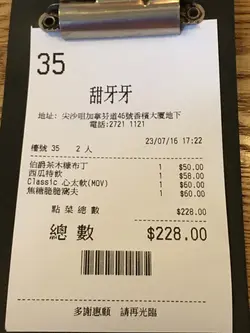 35
甜牙牙
地址: 尖沙咀加拿芬道46號香檳大廈地下
電話:2721 1121
23/07/16 17:22
檯號 35 2 人
伯爵茶木糠布丁 1 $50.00
西瓜特飲 1 $58.00
Classic 心太軟(MOV) 1 $60.00
焦糖脆脆窩夫 1 $60.00
點菜總數 $228.00
總數 $228.00
多謝惠顧 請再光臨